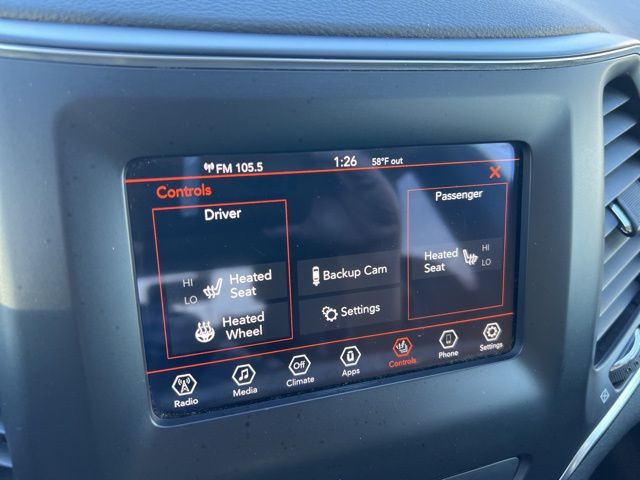 FM 105.5 1:26 58°F out
Controls X
Driver
HI
LO
Heated
Seat
Heated
Wheel
Backup Cam
Settings
Passenger
Heated
Seat
HI
LO
Radio Media Off Climate Apps Controls Phone Settings